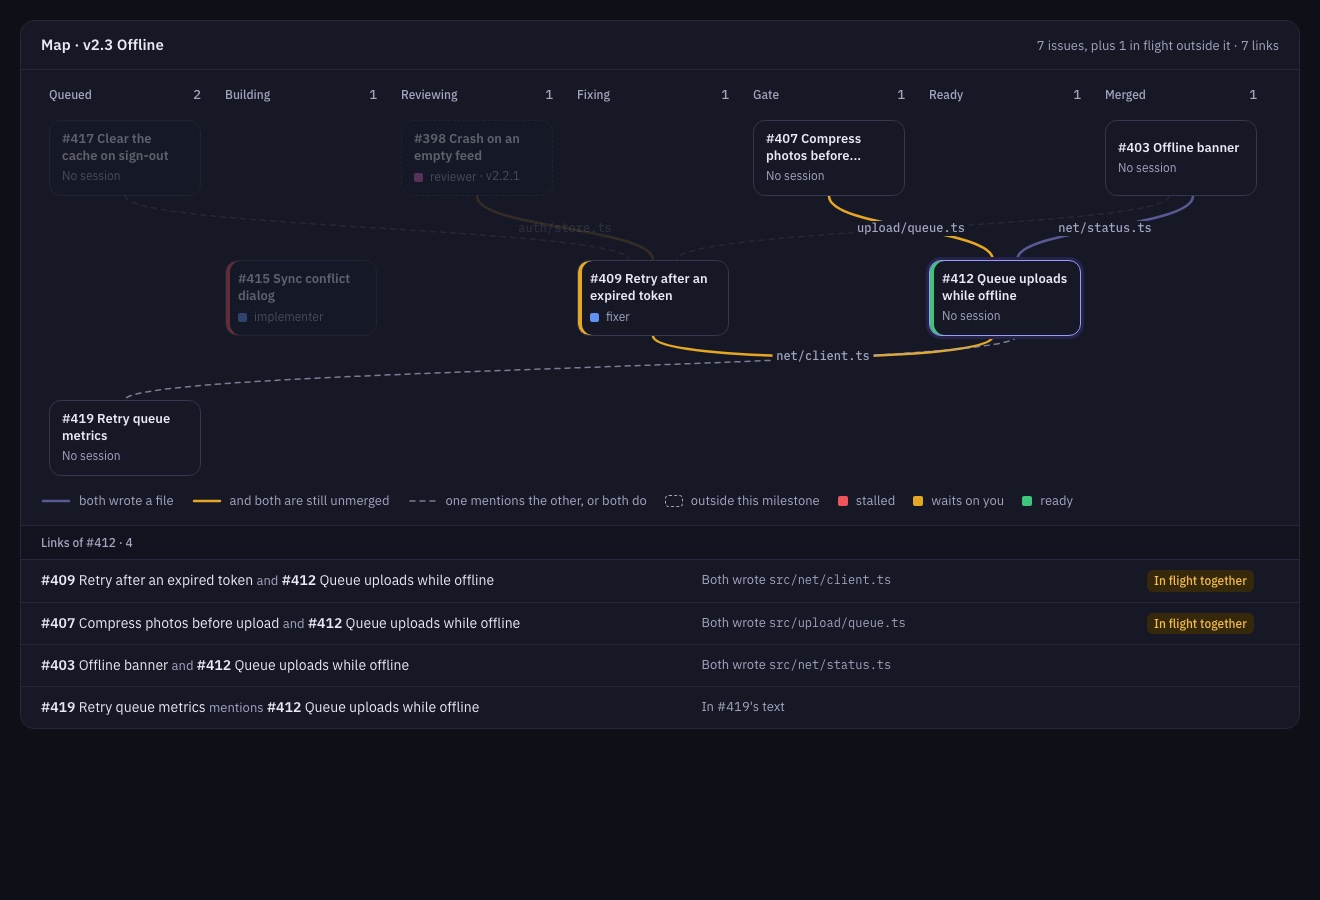 Map · v2.3 Offline
7 issues, plus 1 in flight outside it · 7 links
Queued 2
Building 1
Reviewing 1
Fixing 1
Gate 1
Ready 1
Merged 1
#417 Clear the
cache on sign-out
No session
#398 Crash on an
empty feed
reviewer · v2.2.1
#407 Compress
photos before…
No session
#403 Offline banner
No session
auth/store.ts
upload/queue.ts
net/status.ts
#415 Sync conflict
dialog
implementer
#409 Retry after an
expired token
fixer
#412 Queue uploads
while offline
No session
net/client.ts
#419 Retry queue
metrics
No session
both wrote a file
and both are still unmerged
one mentions the other, or both do
outside this milestone
stalled
waits on you
ready
Links of #412 · 4
#409 Retry after an expired token and #412 Queue uploads while offline
Both wrote src/net/client.ts
In flight together
#407 Compress photos before upload and #412 Queue uploads while offline
Both wrote src/upload/queue.ts
In flight together
#403 Offline banner and #412 Queue uploads while offline
Both wrote src/net/status.ts
#419 Retry queue metrics mentions #412 Queue uploads while offline
In #419's text